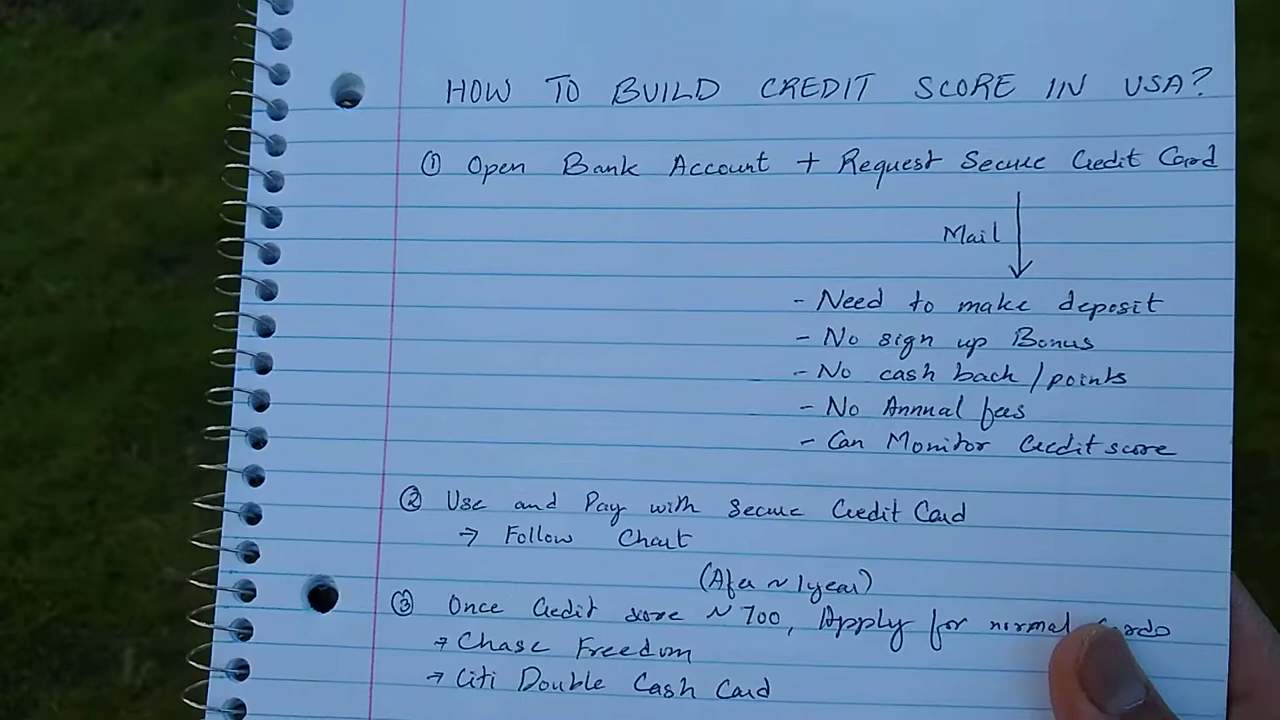 HOW TO BUILD CREDIT SCORE IN USA?
① Open Bank Account + Request Secure Credit Card
Mail
- Need to make deposit
- No sign up Bonus
- No cash back / points
- No Annual fees
- Can Monitor Credit score
② Use and Pay with Secure Credit Card
→ Follow Chart
(After ~ 1 year)
③ Once Credit score ~ 700, Apply for normal
→ Chase Freedom
→ Citi Double Cash Card